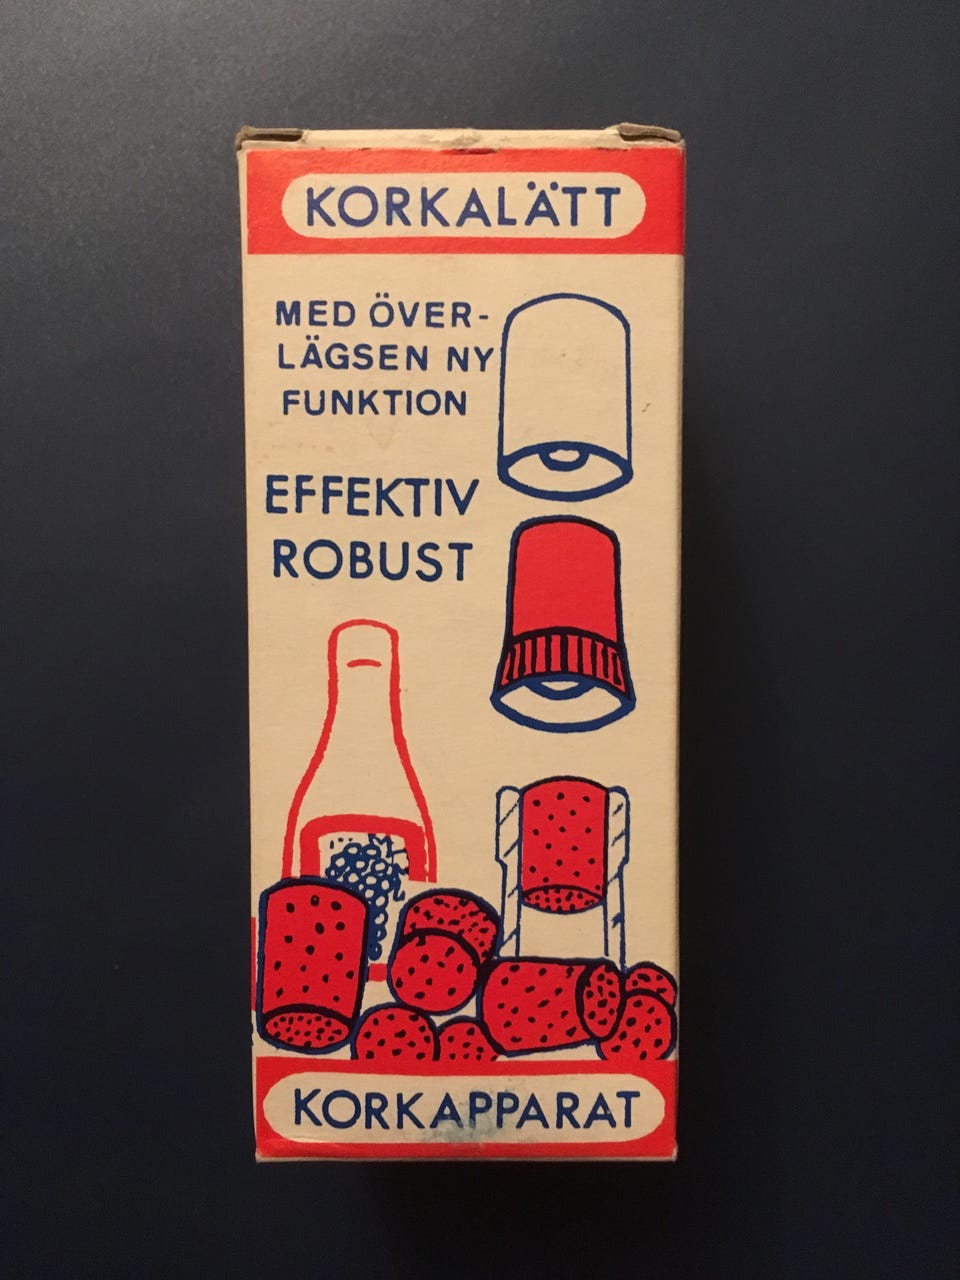 KORKALÄTT
MED ÖVER-
LÄGSEN NY
FUNKTION
EFFEKTIV
ROBUST
KORKAPPARAT